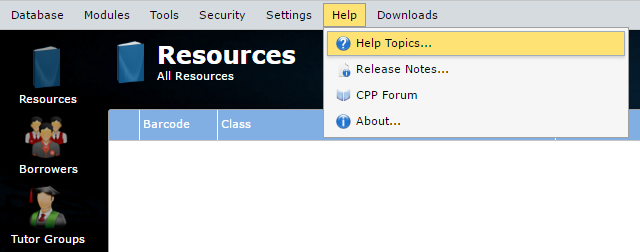 Database Modules Tools Security Settings Help Downloads
Help Topics...
Release Notes...
CPP Forum
About...
Resources
All Resources
Resources
Borrowers
Tutor Groups
Barcode Class